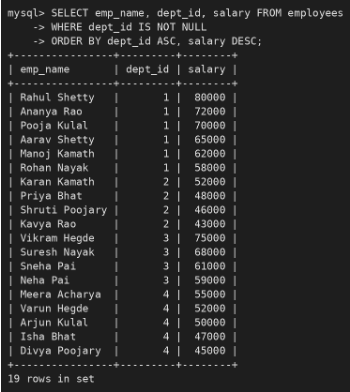 mysql> SELECT emp_name, dept_id, salary FROM employees
    -> WHERE dept_id IS NOT NULL
    -> ORDER BY dept_id ASC, salary DESC;
+----------------+---------+--------+
| emp_name       | dept_id | salary |
+----------------+---------+--------+
| Rahul Shetty   |       1 |  80000 |
| Ananya Rao     |       1 |  72000 |
| Pooja Kulal    |       1 |  70000 |
| Aarav Shetty   |       1 |  65000 |
| Manoj Kamath   |       1 |  62000 |
| Rohan Nayak    |       1 |  58000 |
| Karan Kamath   |       2 |  52000 |
| Priya Bhat     |       2 |  48000 |
| Shruti Poojary |       2 |  46000 |
| Kavya Rao      |       2 |  43000 |
| Vikram Hegde   |       3 |  75000 |
| Suresh Nayak   |       3 |  68000 |
| Sneha Pai      |       3 |  61000 |
| Neha Pai       |       3 |  59000 |
| Meera Acharya  |       4 |  55000 |
| Varun Hegde    |       4 |  52000 |
| Arjun Kulal    |       4 |  50000 |
| Isha Bhat      |       4 |  47000 |
| Divya Poojary  |       4 |  45000 |
+----------------+---------+--------+
19 rows in set